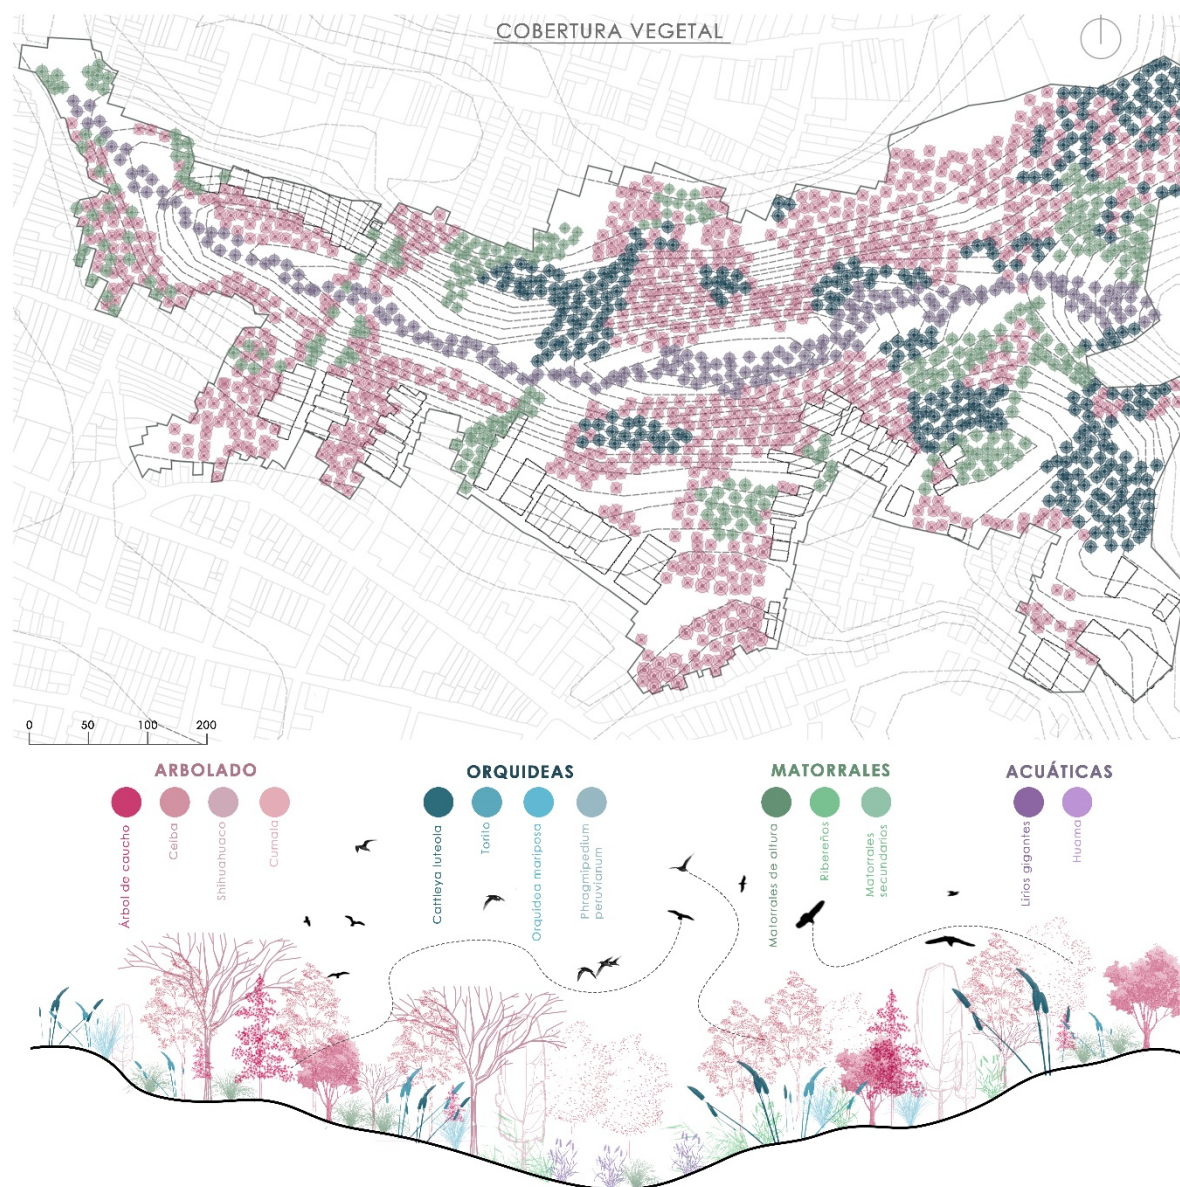 COBERTURA VEGETAL
0 50 100 200
ARBOLADO
Árbol de caucho
Ceiba
Shihuahuaco
Cumala
ORQUIDEAS
Cattleya luteola
Torito
Orquídea mariposa
Phragmipedium
peruvianum
MATORRALES
Matorrales de altura
Ribereños
Matorrales
secundarios
ACUÁTICAS
Lirios gigantes
Huama